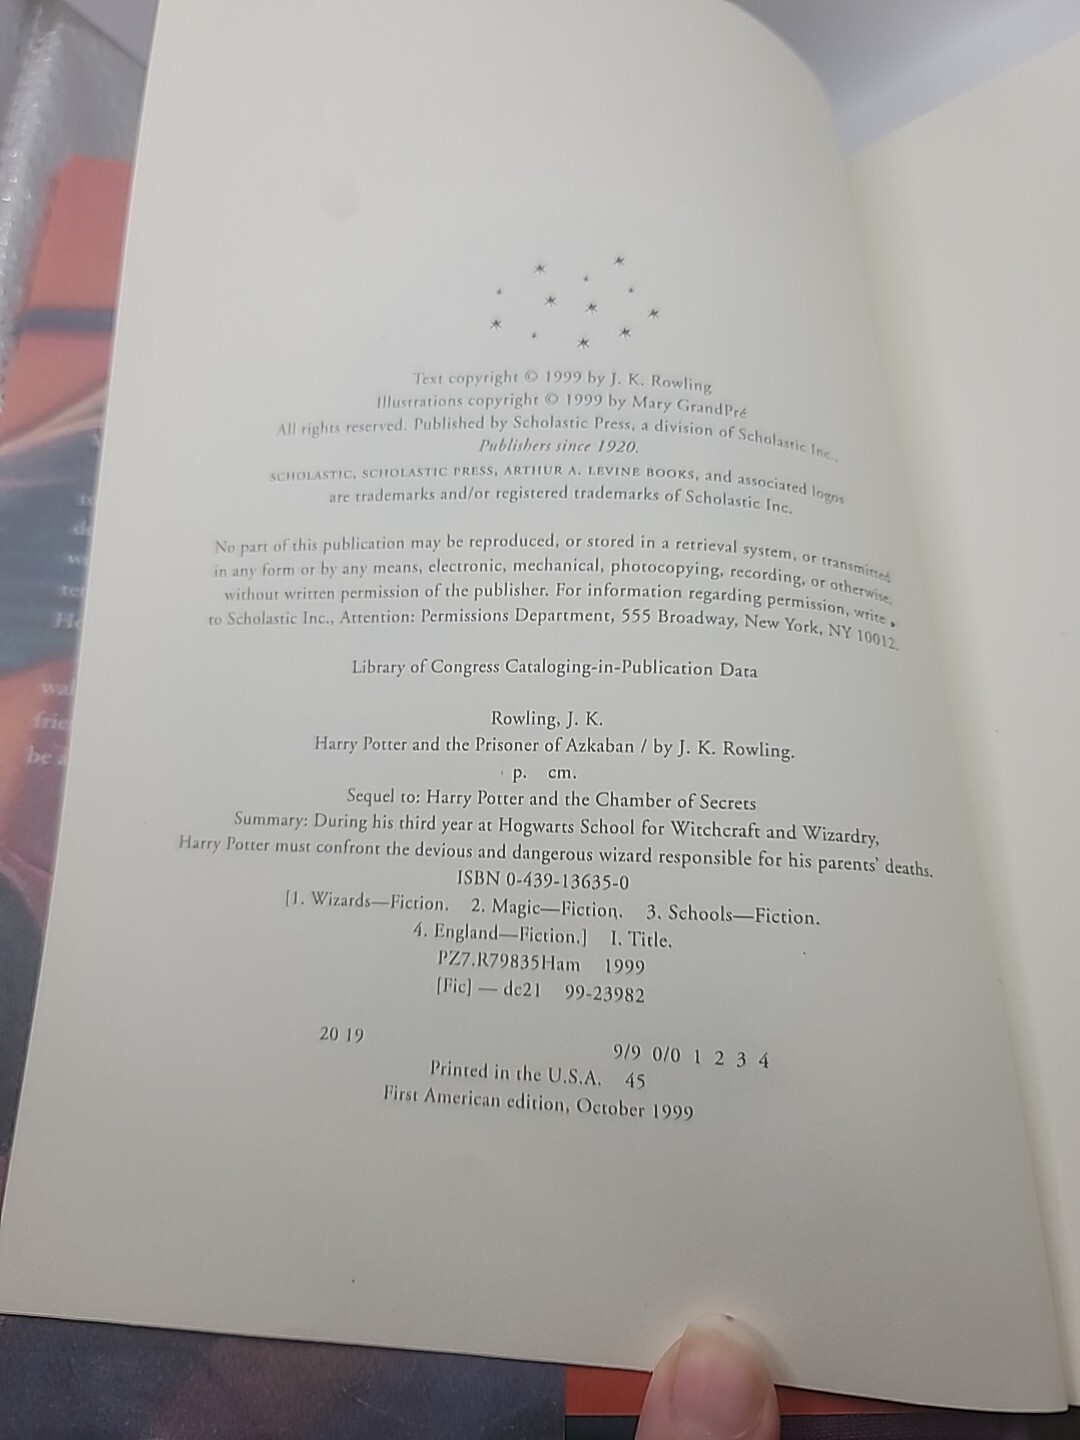 Text copyright © 1999 by J. K. Rowling
Illustrations copyright © 1999 by Mary GrandPré
All rights reserved. Published by Scholastic Press, a division of Scholastic Inc.,
Publishers since 1920.
SCHOLASTIC, SCHOLASTIC PRESS, ARTHUR A. LEVINE BOOKS, and associated logos
are trademarks and/or registered trademarks of Scholastic Inc.
No part of this publication may be reproduced, or stored in a retrieval system, or transmitted
in any form or by any means, electronic, mechanical, photocopying, recording, or otherwise,
without written permission of the publisher. For information regarding permission, write
to Scholastic Inc., Attention: Permissions Department, 555 Broadway, New York, NY 10012.
Library of Congress Cataloging-in-Publication Data
Rowling, J. K.
Harry Potter and the Prisoner of Azkaban / by J. K. Rowling.
p. cm.
Sequel to: Harry Potter and the Chamber of Secrets
Summary: During his third year at Hogwarts School for Witchcraft and Wizardry,
Harry Potter must confront the devious and dangerous wizard responsible for his parents' deaths.
ISBN 0-439-13635-0
[1. Wizards—Fiction. 2. Magic—Fiction. 3. Schools—Fiction.
4. England—Fiction.] I. Title.
PZ7.R79835Ham 1999
[Fic] — dc21 99-23982
20 19 9/9 0/0 1 2 3 4
Printed in the U.S.A. 45
First American edition, October 1999